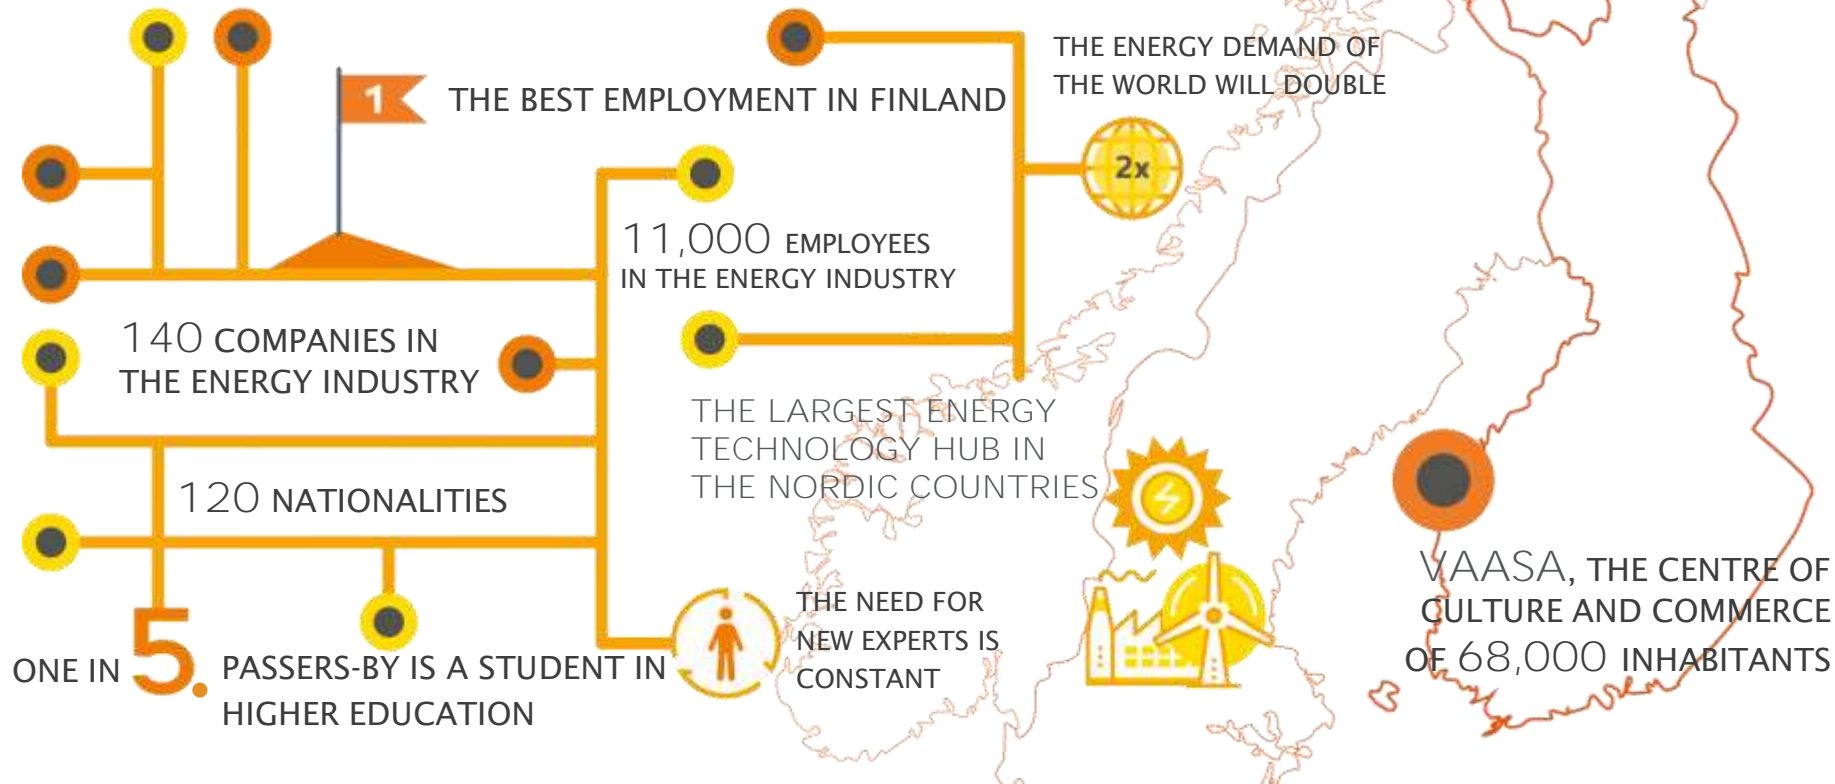 1
THE BEST EMPLOYMENT IN FINLAND
THE ENERGY DEMAND OF
THE WORLD WILL DOUBLE
2x
11,000 EMPLOYEES
IN THE ENERGY INDUSTRY
140 COMPANIES IN
THE ENERGY INDUSTRY
THE LARGEST ENERGY
TECHNOLOGY HUB IN
THE NORDIC COUNTRIES
120 NATIONALITIES
ONE IN 5. PASSERS-BY IS A STUDENT IN
HIGHER EDUCATION
THE NEED FOR
NEW EXPERTS IS
CONSTANT
VAASA, THE CENTRE OF
CULTURE AND COMMERCE
OF 68,000 INHABITANTS